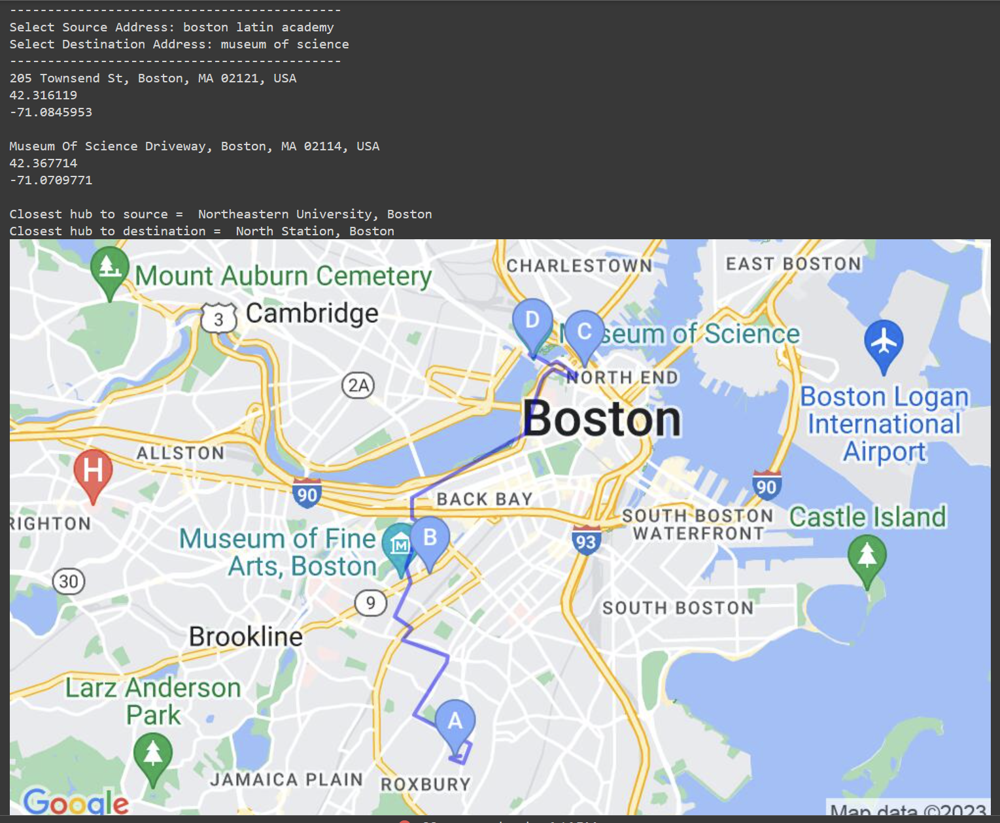 --------------------------------------------
Select Source Address: boston latin academy
Select Destination Address: museum of science
--------------------------------------------
205 Townsend St, Boston, MA 02121, USA
42.316119
-71.0845953
Museum Of Science Driveway, Boston, MA 02114, USA
42.367714
-71.0709771
Closest hub to source =  Northeastern University, Boston
Closest hub to destination =  North Station, Boston
CHARLESTOWN
EAST BOSTON
Mount Auburn Cemetery
3
Cambridge
D
C
seum of Science
2A
NORTH END
Boston
Boston Logan
International
Airport
ALLSTON
H
90
BACK BAY
90
RIGHTON
SOUTH BOSTON
WATERFRONT
Castle Island
Museum of Fine
Arts, Boston
M
B
93
30
9
SOUTH BOSTON
Brookline
Larz Anderson
Park
A
JAMAICA PLAIN
ROXBURY
Google
Map data ©2023